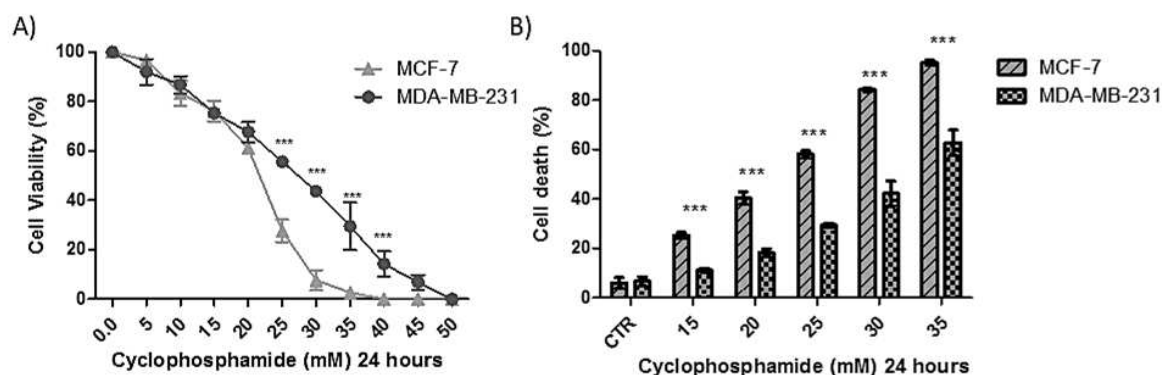 A)
Cell Viability (%)
100
80
60
40
20
0
MCF-7
MDA-MB-231
***
***
***
***
0.0 5 10 15 20 25 30 35 40 45 50
Cyclophosphamide (mM) 24 hours
B)
Cell death (%)
100
80
60
40
20
0
***
***
***
***
***
MCF-7
MDA-MB-231
CTR 15 20 25 30 35
Cyclophosphamide (mM) 24 hours